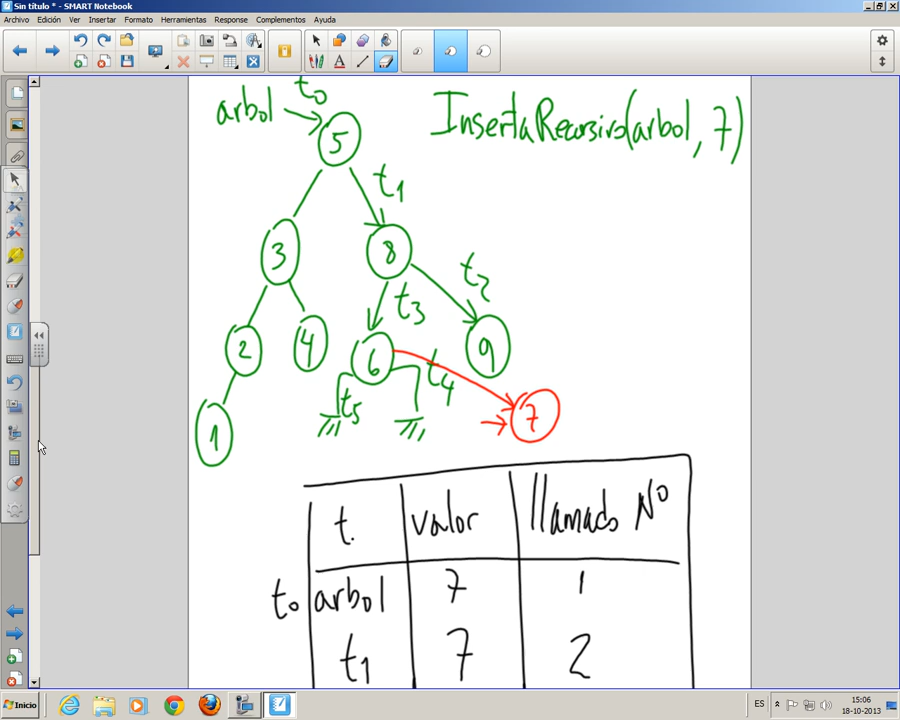 Sin título * - SMART Notebook
Archivo Edición Ver Insertar Formato Herramientas Response Complementos Ayuda
t0
arbol
InsertaRecursivo(arbol, 7)
5
t1
3
8
t2
t3
2
4
6
9
t4
t5
7
1
t. valor llamado Nº
t0 arbol 7 1
t1 7 2
Inicio
ES
15:06
18-10-2013